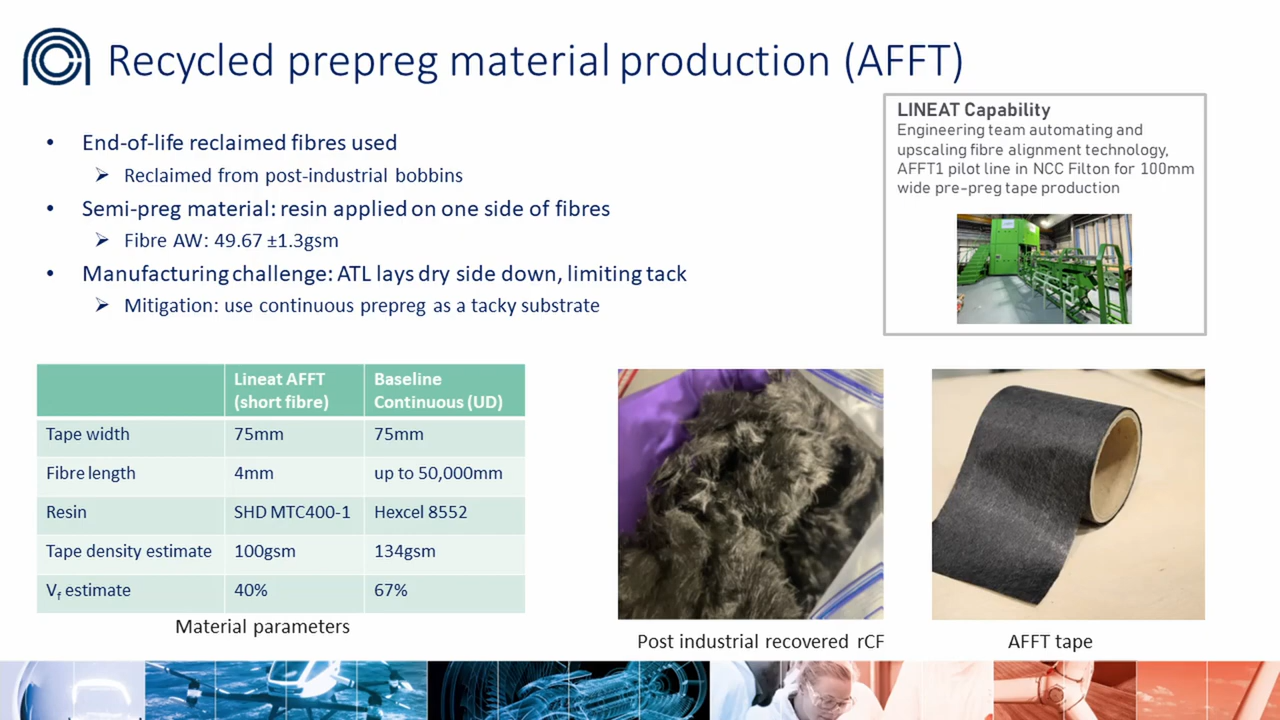 Recycled prepreg material production (AFFT)
• End-of-life reclaimed fibres used
➢ Reclaimed from post-industrial bobbins
• Semi-preg material: resin applied on one side of fibres
➢ Fibre AW: 49.67 ±1.3gsm
• Manufacturing challenge: ATL lays dry side down, limiting tack
➢ Mitigation: use continuous prepreg as a tacky substrate
LINEAT Capability
Engineering team automating and
upscaling fibre alignment technology,
AFFT1 pilot line in NCC Filton for 100mm
wide pre-preg tape production
Lineat AFFT (short fibre) Baseline Continuous (UD)
Tape width 75mm 75mm
Fibre length 4mm up to 50,000mm
Resin SHD MTC400-1 Hexcel 8552
Tape density estimate 100gsm 134gsm
Vf estimate 40% 67%
Material parameters
Post industrial recovered rCF
AFFT tape